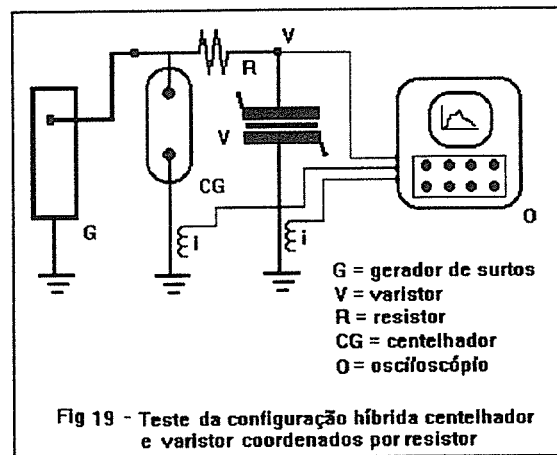 V
R
V
CG
G
i
i
O
G = gerador de surtos
V = varistor
R = resistor
CG = centelhador
O = osciloscópio
Fig 19 - Teste da configuração híbrida centelhador
e varistor coordenados por resistor